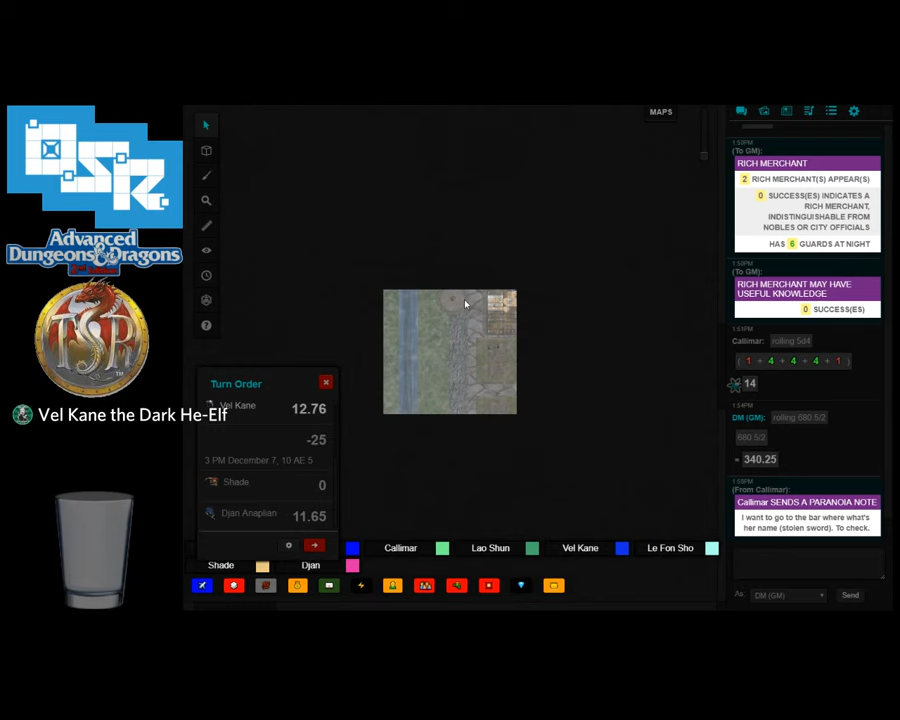 OSR
Advanced
Dungeons & Dragons
2nd Edition
TSR
™
Vel Kane the Dark He-Elf
MAPS
Turn Order
Vel Kane
12.76
-25
3 PM December 7, 10 AE 5
Shade
0
Djan Anaplian
11.65
Callimar
Lao Shun
Vel Kane
Le Fon Sho
Shade
Djan
1:50PM
(To GM):
RICH MERCHANT
2 RICH MERCHANT(S) APPEAR(S)
0 SUCCESS(ES) INDICATES A
RICH MERCHANT,
INDISTINGUISHABLE FROM
NOBLES OR CITY OFFICIALS
HAS 6 GUARDS AT NIGHT
1:50PM
(To GM):
RICH MERCHANT MAY HAVE
USEFUL KNOWLEDGE
0 SUCCESS(ES)
1:51PM
Callimar: rolling 5d4
( 1 + 4 + 4 + 4 + 1 )
= 14
1:54PM
DM (GM): rolling 680.5/2
680.5/2
= 340.25
1:58PM
(From Callimar):
Callimar SENDS A PARANOIA NOTE
I want to go to the bar where what's
her name (stolen sword). To check.
As: DM (GM)
Send